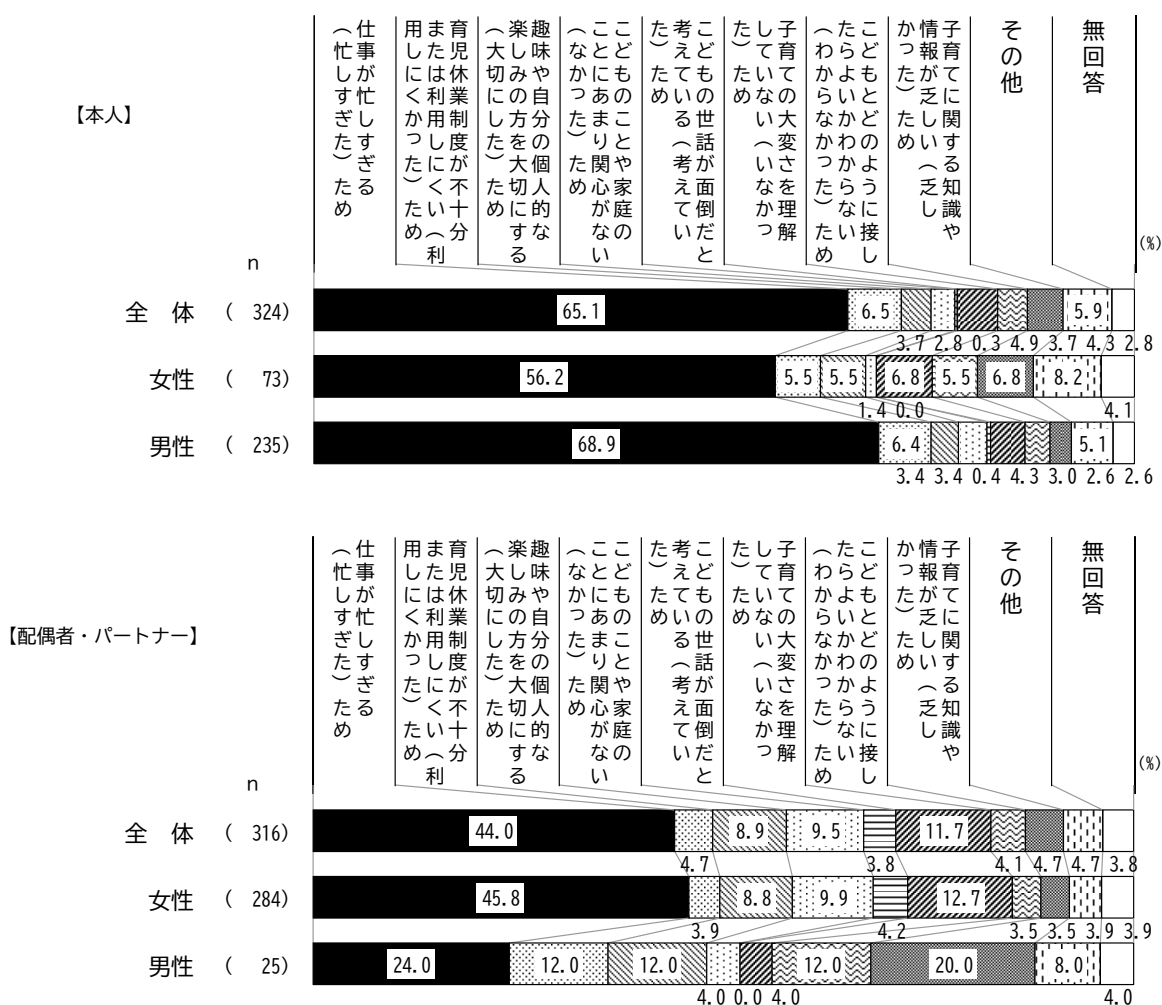 【本人】
仕事が忙しすぎる
（忙しすぎた）ため
育児休業制度が不十分
または利用しにくい（利
用しにくかった）ため
趣味や自分の個人的な
楽しみの方を大切にする
（大切にした）ため
こどものことや家庭の
ことにあまり関心がない
（なかった）ため
こどもの世話が面倒だと
考えている（考えてい
た）ため
子育ての大変さを理解
していない（いなかっ
た）ため
こどもとどのように接し
たらよいかわからない
（わからなかった）ため
子育てに関する知識や
情報が乏しい（乏し
かった）ため
その他
無回答
(%)
n
全 体 ( 324)
65.1 6.5 5.9
3.7 2.8 0.3 4.9 3.7 4.3 2.8
女性 ( 73)
56.2 5.5 5.5 6.8 5.5 6.8 8.2
1.4 0.0 4.1
男性 ( 235)
68.9 6.4 5.1
3.4 3.4 0.4 4.3 3.0 2.6 2.6
【配偶者・パートナー】
仕事が忙しすぎる
（忙しすぎた）ため
育児休業制度が不十分
または利用しにくい（利
用しにくかった）ため
趣味や自分の個人的な
楽しみの方を大切にする
（大切にした）ため
こどものことや家庭の
ことにあまり関心がない
（なかった）ため
こどもの世話が面倒だと
考えている（考えてい
た）ため
子育ての大変さを理解
していない（いなかっ
た）ため
こどもとどのように接し
たらよいかわからない
（わからなかった）ため
子育てに関する知識や
情報が乏しい（乏し
かった）ため
その他
無回答
(%)
n
全 体 ( 316)
44.0 8.9 9.5 11.7
4.7 3.8 4.1 4.7 4.7 3.8
女性 ( 284)
45.8 8.8 9.9 12.7
3.9 4.2 3.5 3.5 3.9 3.9
男性 ( 25)
24.0 12.0 12.0 12.0 20.0 8.0
4.0 0.0 4.0 4.0